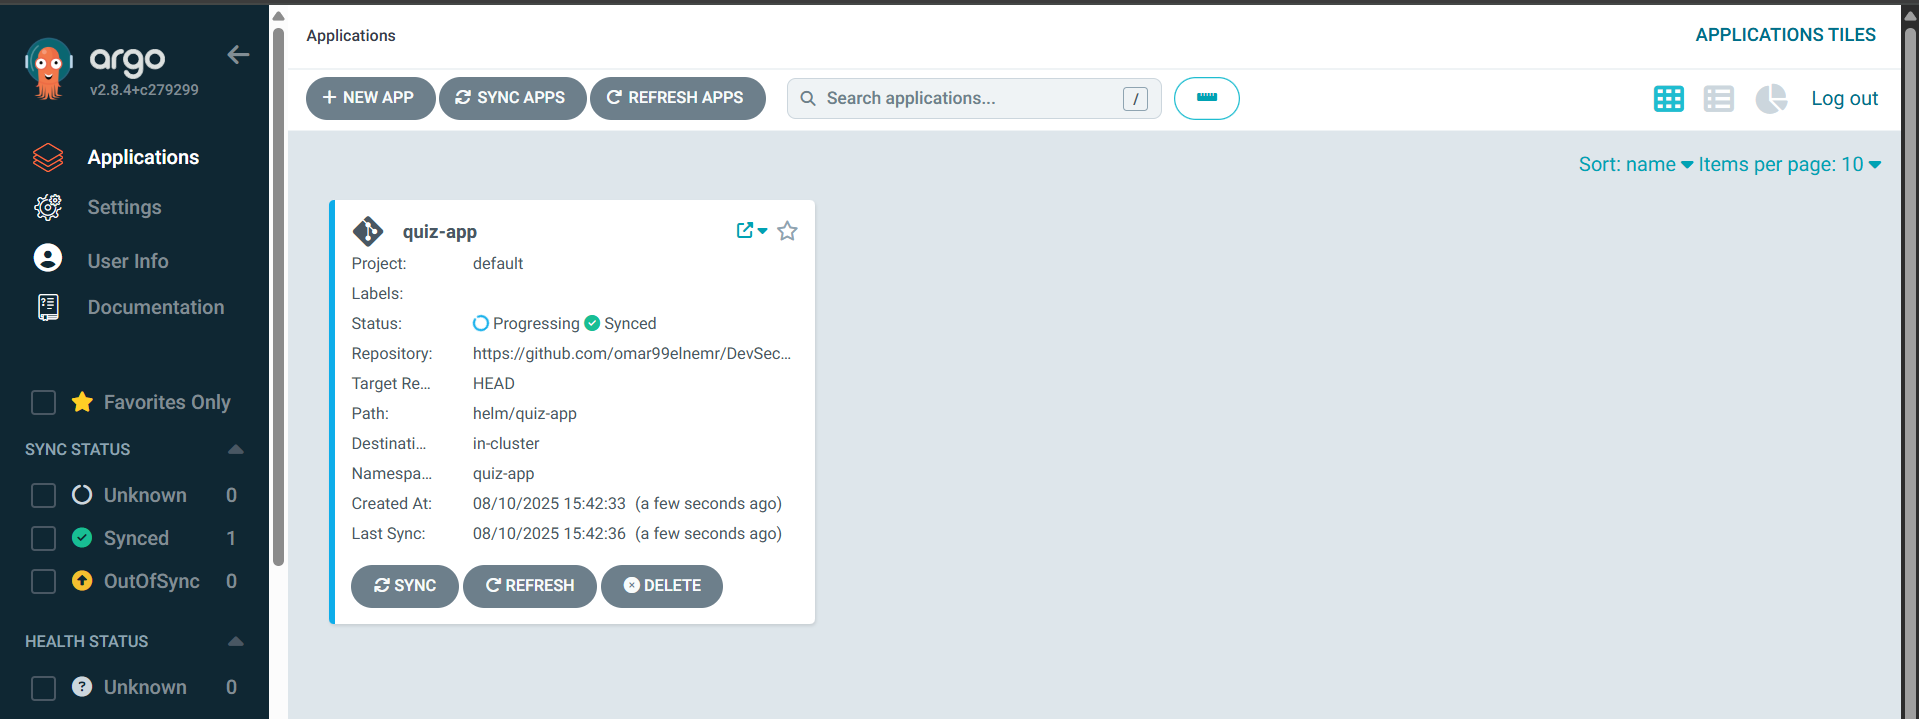 argo
v2.8.4+c279299
Applications
Settings
User Info
Documentation
Favorites Only
SYNC STATUS
Unknown 0
Synced 1
OutOfSync 0
HEALTH STATUS
Unknown 0
Applications
APPLICATIONS TILES
NEW APP SYNC APPS REFRESH APPS Search applications... / Log out
Sort: name Items per page: 10
quiz-app
Project: default
Labels:
Status: Progressing Synced
Repository: https://github.com/omar99elnemr/DevSec...
Target Re... HEAD
Path: helm/quiz-app
Destinati... in-cluster
Namespa... quiz-app
Created At: 08/10/2025 15:42:33 (a few seconds ago)
Last Sync: 08/10/2025 15:42:36 (a few seconds ago)
SYNC REFRESH DELETE